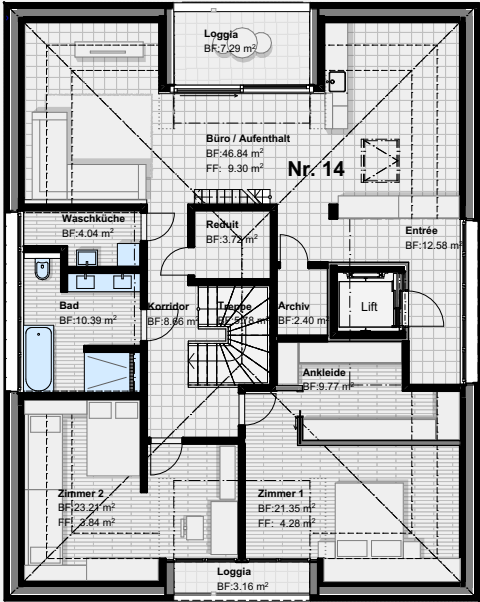 Loggia
BF:7.29 m²
Büro / Aufenthalt
BF:46.84 m²
FF: 9.30 m²
Nr. 14
Waschküche
BF:4.04 m²
Reduit
BF:3.72 m²
Entrée
BF:12.58 m²
Bad
BF:10.39 m²
Korridor
BF:8.66 m²
Treppe
m²
Archiv
BF:2.40 m²
Lift
Ankleide
BF:9.77 m²
Zimmer 2
BF:23.21 m²
FF: 3.84 m²
Zimmer 1
BF:21.35 m²
FF: 4.28 m²
Loggia
BF:3.16 m²